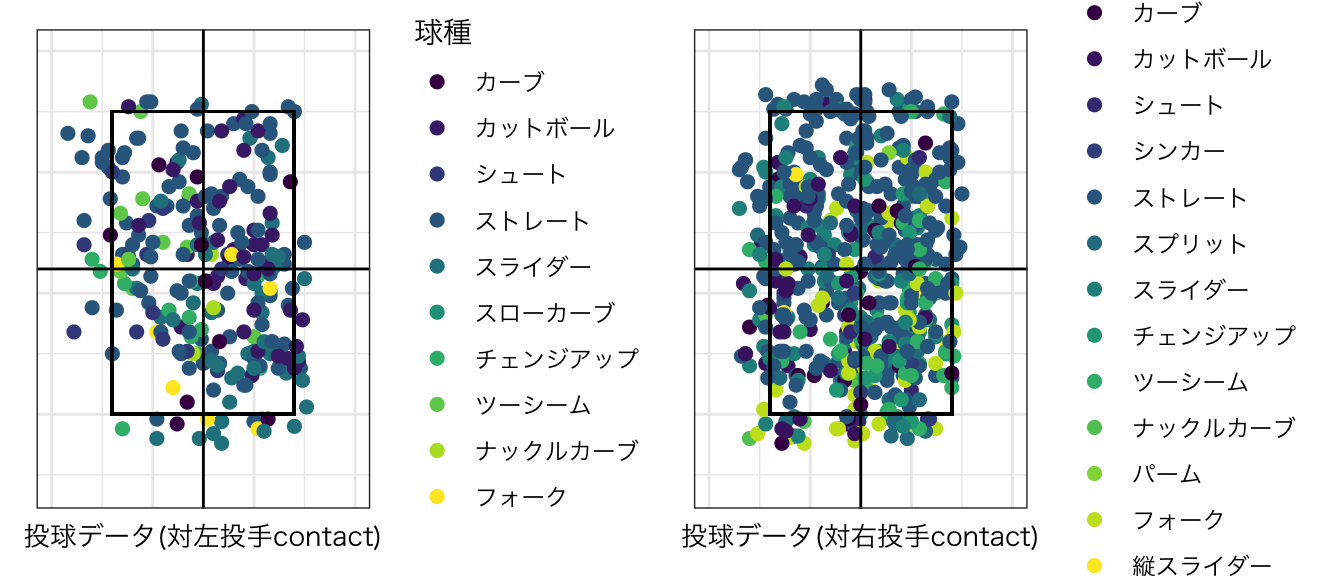 球種
カーブ
カットボール
シュート
ストレート
スライダー
スローカーブ
チェンジアップ
ツーシーム
ナックルカーブ
フォーク
投球データ(対左投手contact)
カーブ
カットボール
シュート
シンカー
ストレート
スプリット
スライダー
チェンジアップ
ツーシーム
ナックルカーブ
パーム
フォーク
縦スライダー
投球データ(対右投手contact)